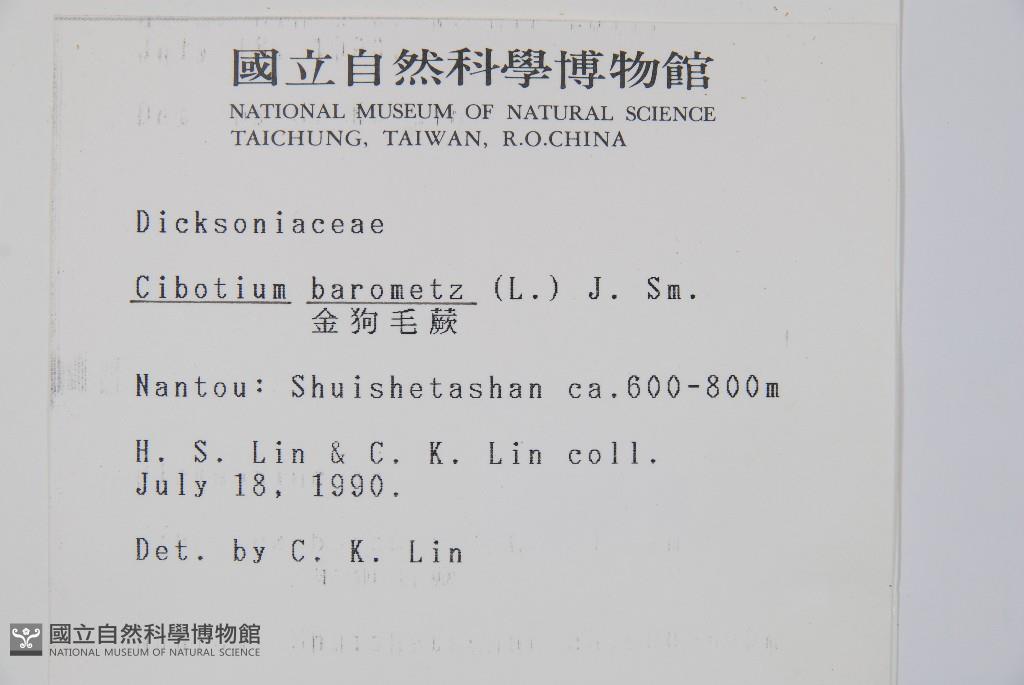 國立自然科學博物館
NATIONAL MUSEUM OF NATURAL SCIENCE
TAICHUNG, TAIWAN, R.O.CHINA
Dicksoniaceae
Cibotium barometz (L.) J. Sm.
金狗毛蕨
Nantou: Shuishetashan ca.600-800m
H. S. Lin & C. K. Lin coll.
July 18, 1990.
Det. by C. K. Lin
國立自然科學博物館
NATIONAL MUSEUM OF NATURAL SCIENCE